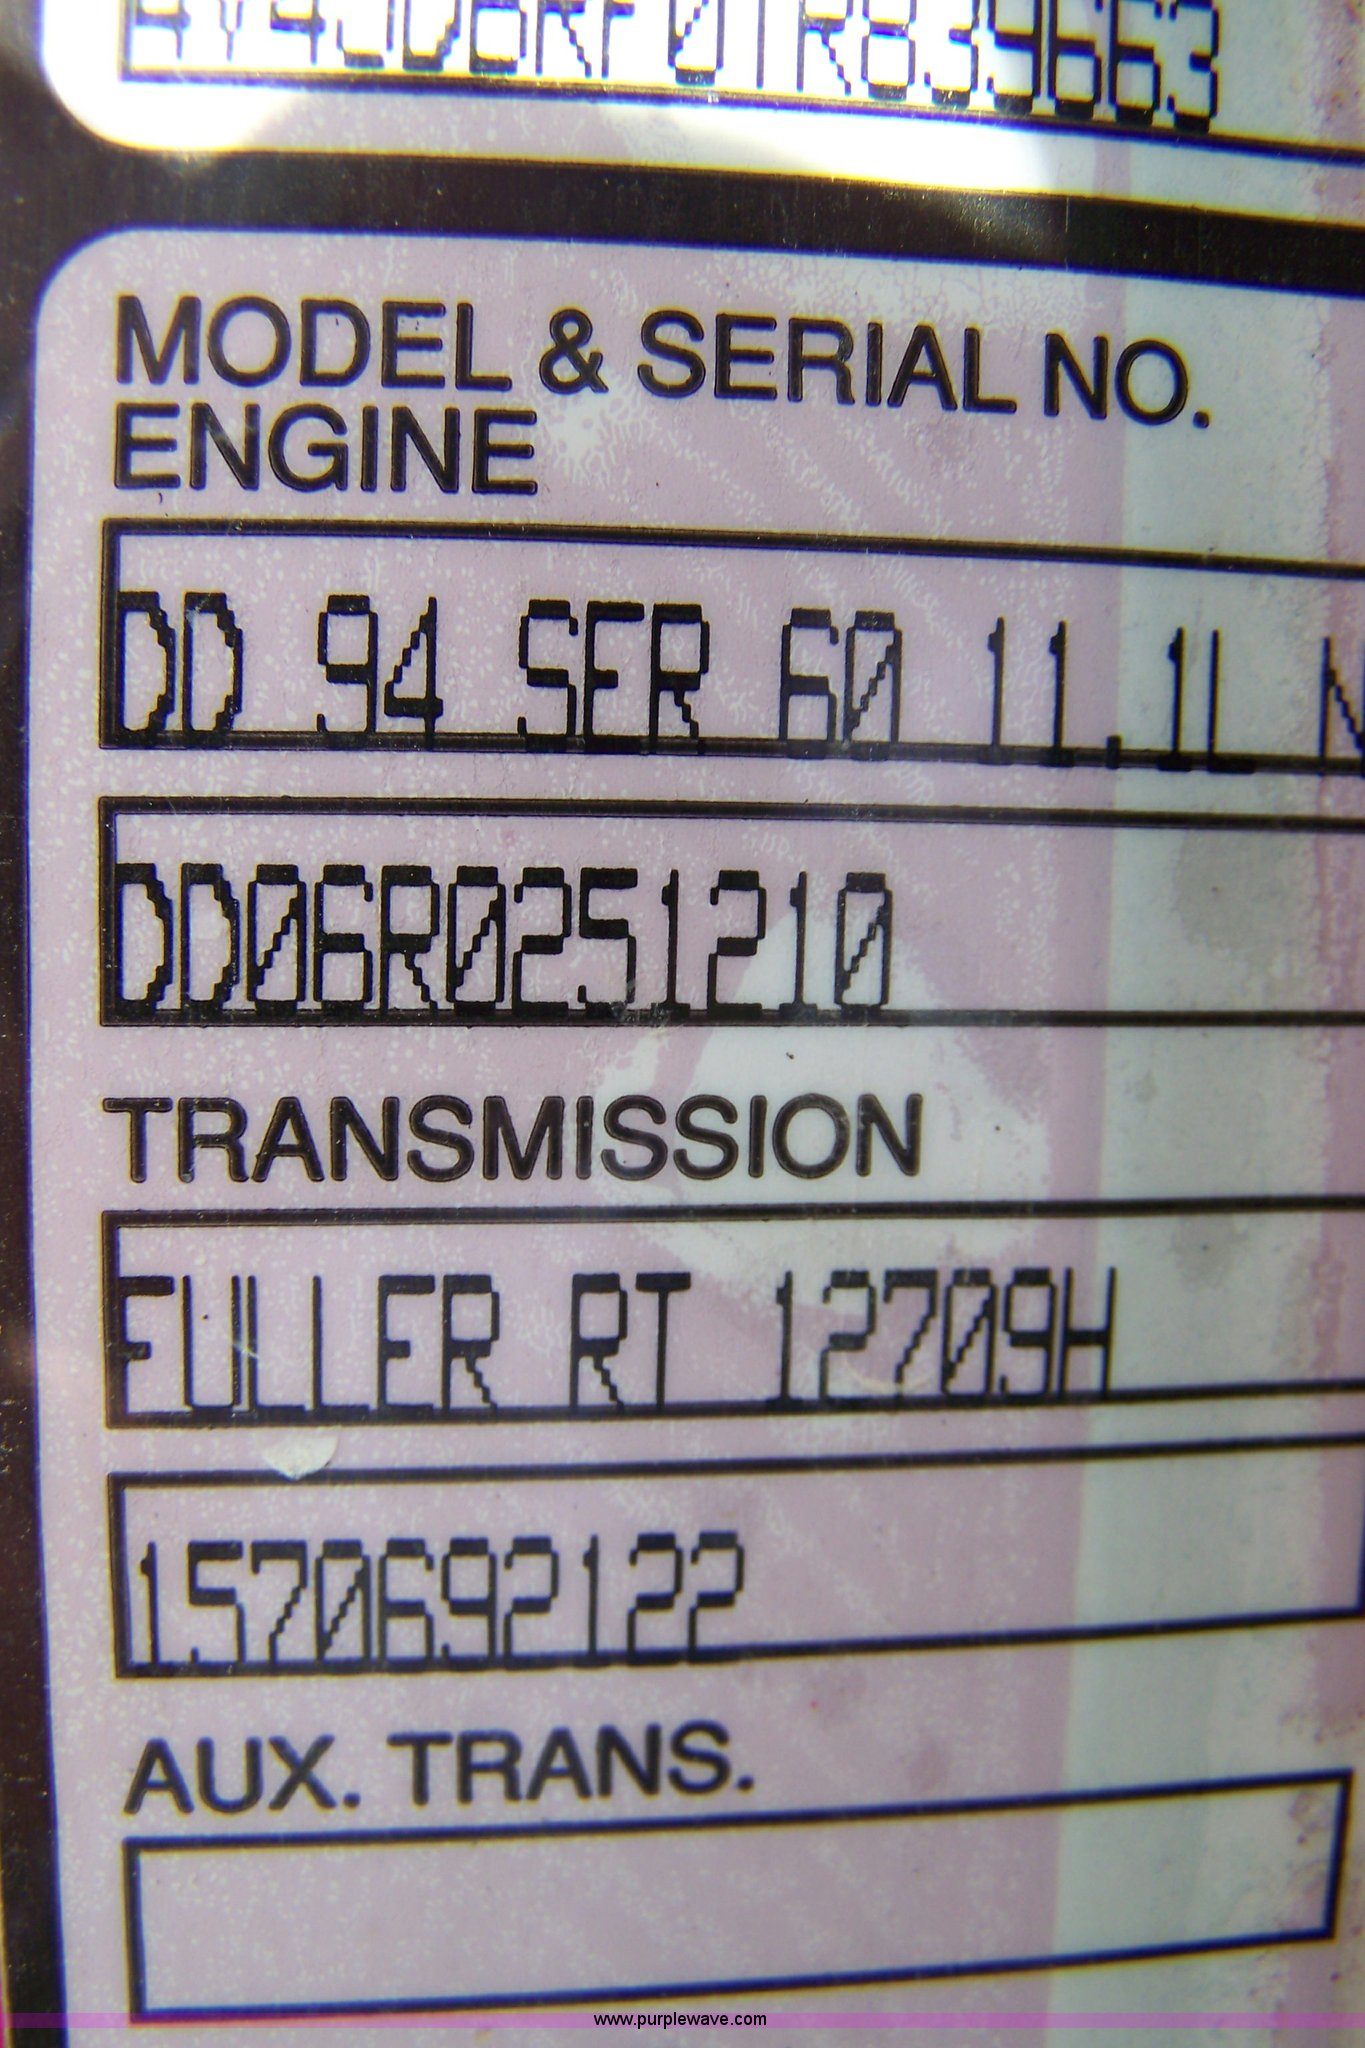 4V4JDBRF0TR839663
MODEL & SERIAL NO.
ENGINE
DD 94 SER 60 11.1L N
DD06R0251210
TRANSMISSION
FULLER RT 12709H
1570692122
AUX. TRANS.
www.purplewave.com